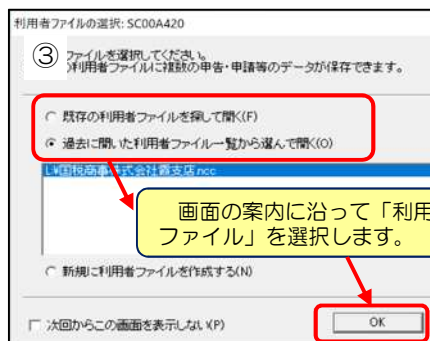 利用者ファイルの選択: SC00A420
③
ファイルを選択してください。
利用者ファイルに複数の申告・申請等のデータが保存できます。
既存の利用者ファイルを探して開く(F)
過去に開いた利用者ファイル一覧から選んで開く(O)
L:¥国税商事株式会社霞支店.ncc
画面の案内に沿って「利用
ファイル」を選択します。
新規に利用者ファイルを作成する(N)
次回からこの画面を表示しない(P)
OK